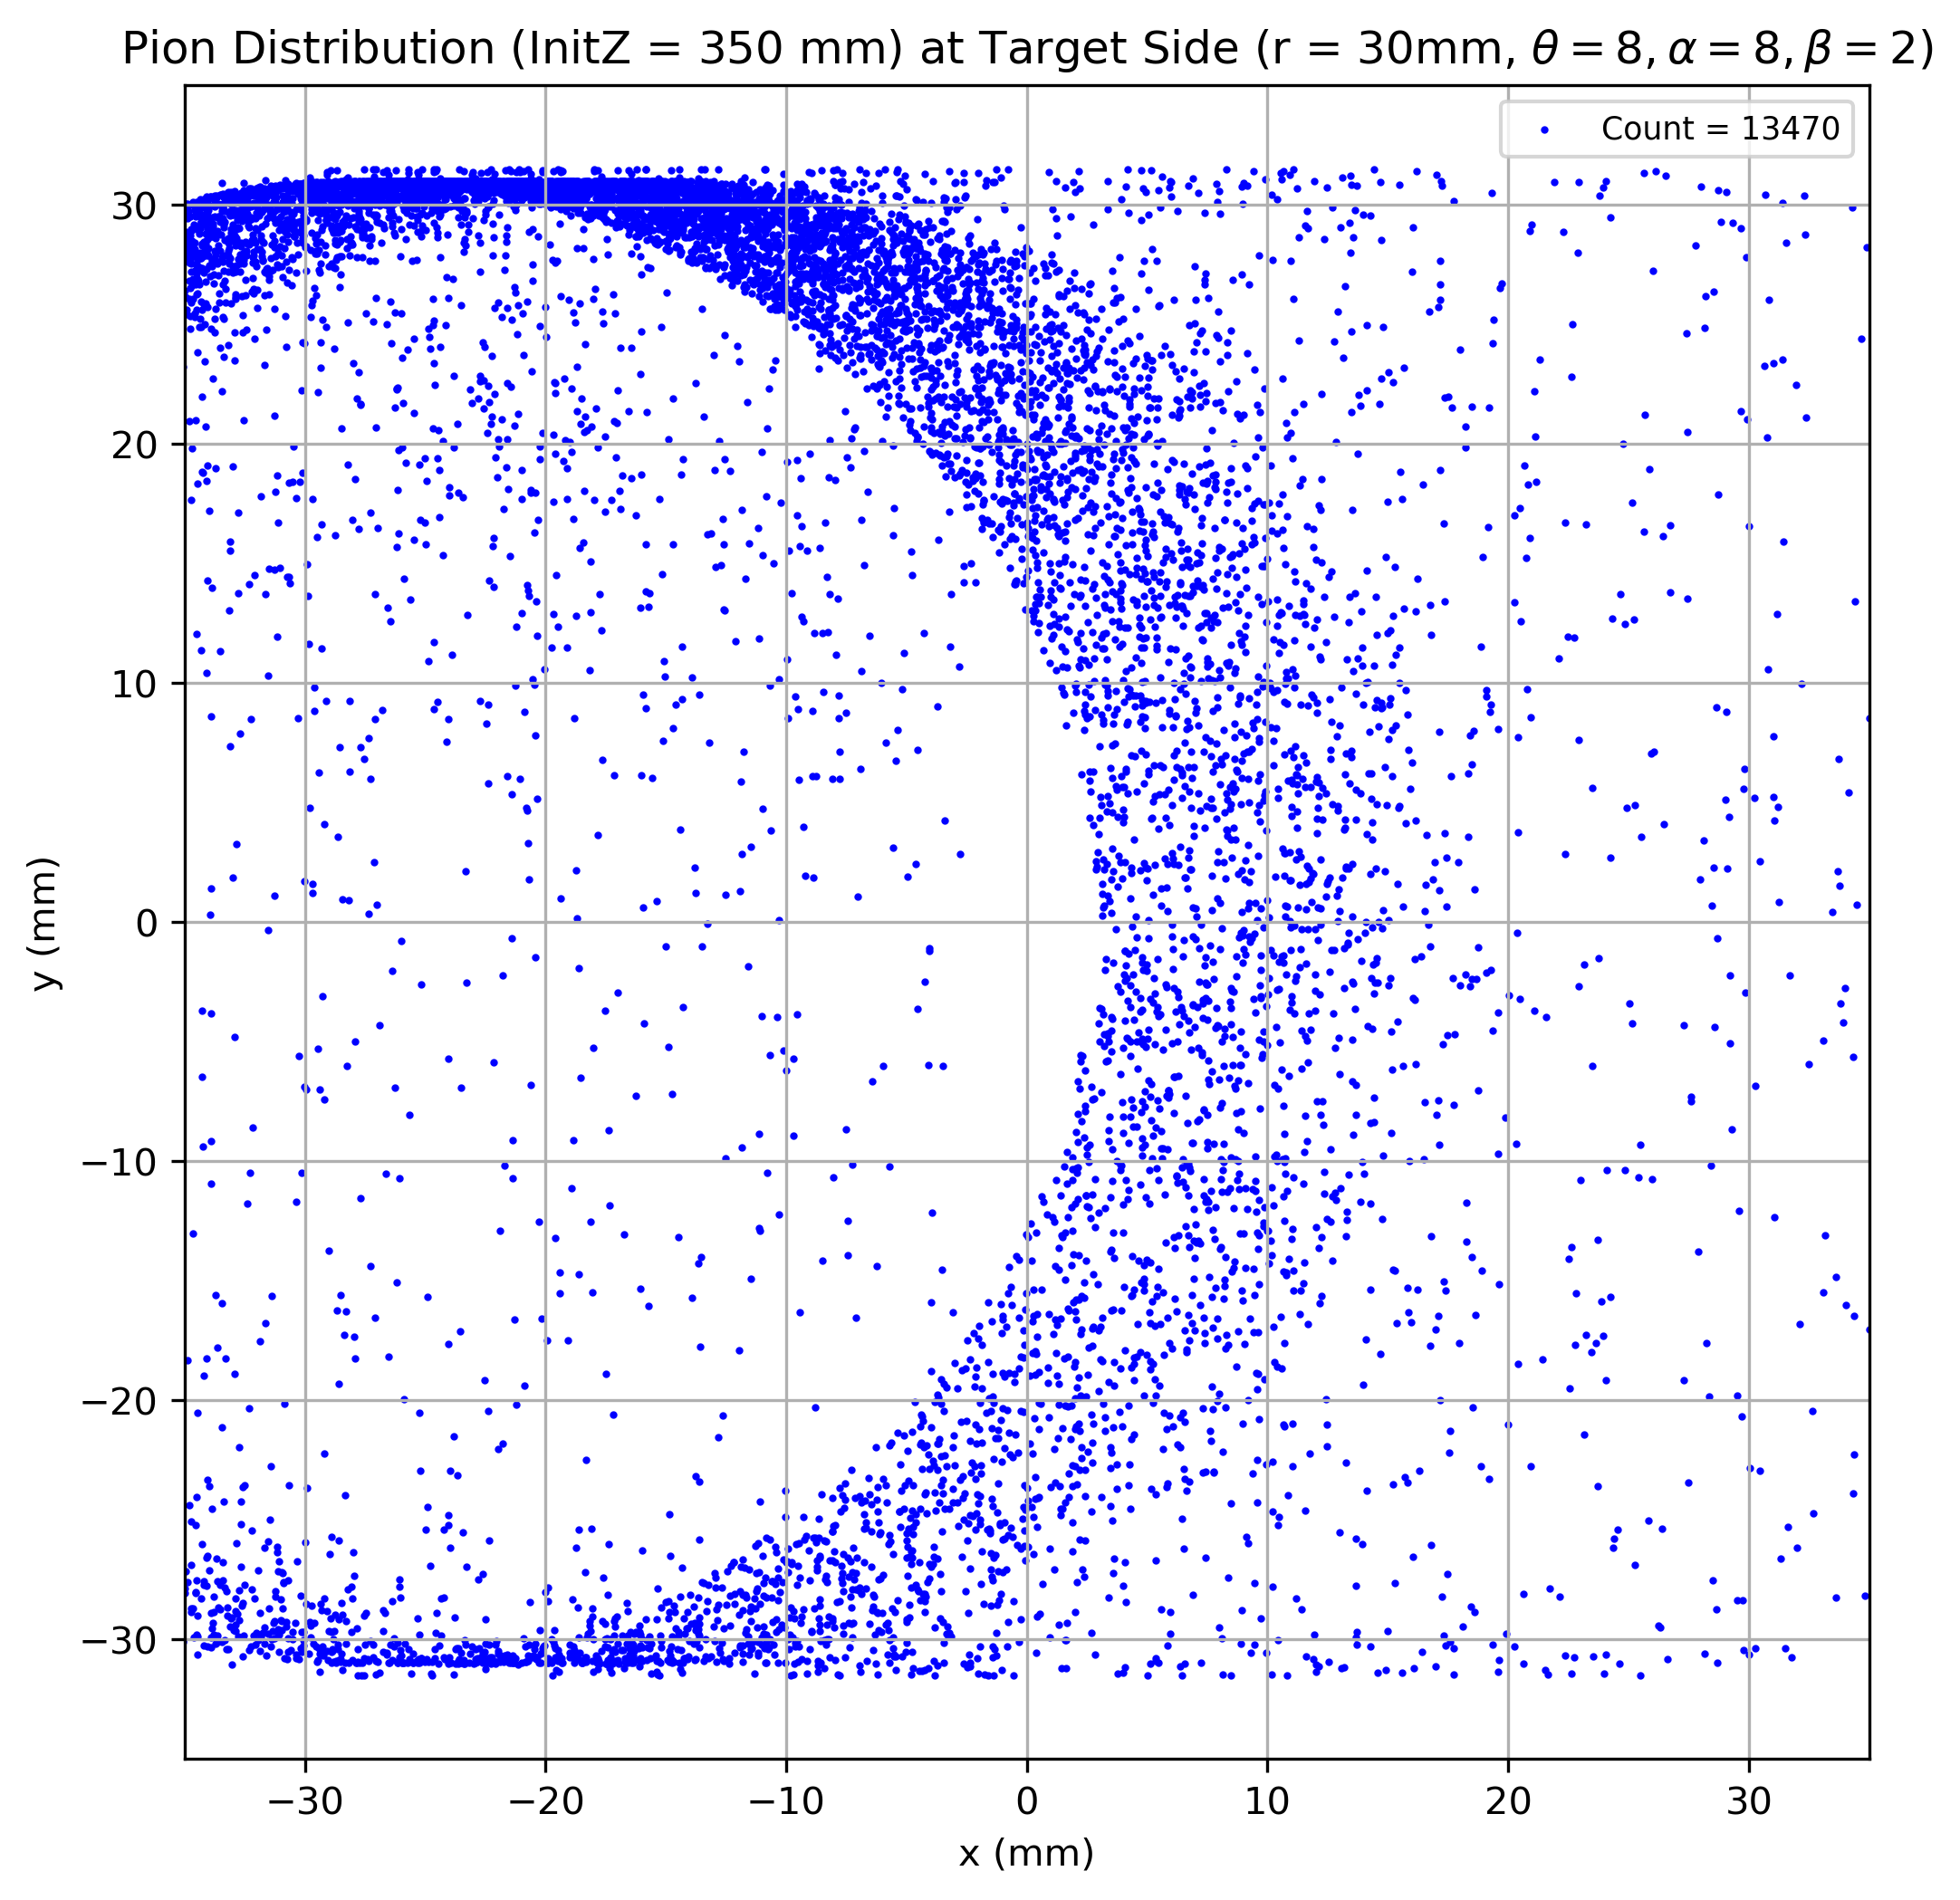 Pion Distribution (InitZ = 350 mm) at Target Side (r = 30mm, θ = 8, α = 8, β = 2)
Count = 13470
30
20
10
0
−10
−20
−30
y (mm)
−30 −20 −10 0 10 20 30
x (mm)